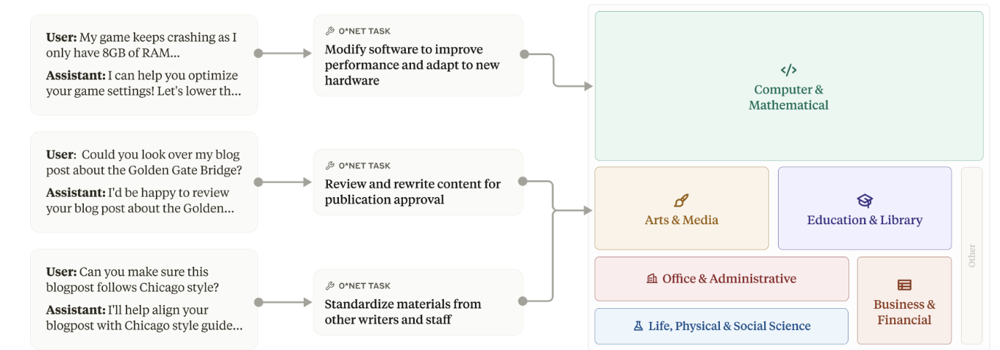 User: My game keeps crashing as I
only have 8GB of RAM...
Assistant: I can help you optimize
your game settings! Let's lower th...
O*NET TASK
Modify software to improve
performance and adapt to new
hardware
</>
Computer &
Mathematical
User:  Could you look over my blog
post about the Golden Gate Bridge?
Assistant: I'd be happy to review
your blog post about the Golden...
O*NET TASK
Review and rewrite content for
publication approval
Arts & Media
Education & Library
Other
User: Can you make sure this
blogpost follows Chicago style?
Assistant: I'll help align your
blogpost with Chicago style guide...
O*NET TASK
Standardize materials from
other writers and staff
Office & Administrative
Business &
Financial
Life, Physical & Social Science